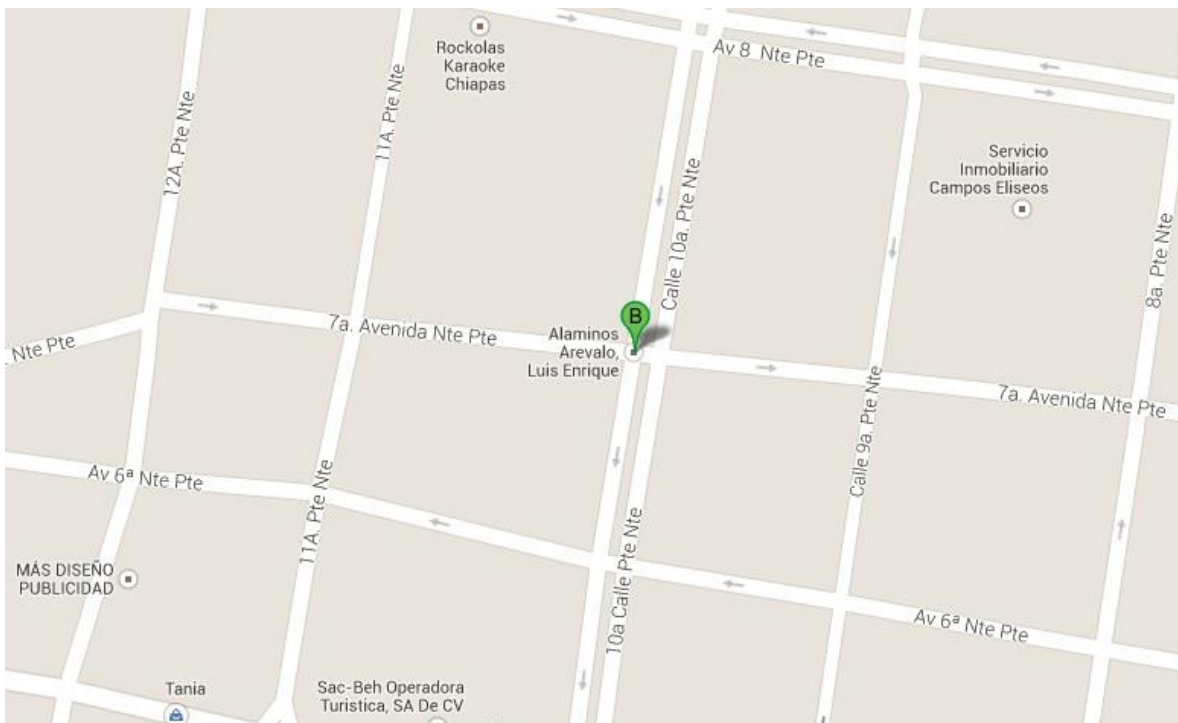 Rockolas
Karaoke
Chiapas
Av 8 Nte Pte
12A. Pte Nte
11A. Pte Nte
Calle 10a. Pte Nte
Servicio
Inmobiliario
Campos Eliseos
8a. Pte Nte
7a. Avenida Nte Pte
B
Alaminos
Arevalo,
Luis Enrique
. Nte Pte
7a. Avenida Nte Pte
Calle 9a. Pte Nte
Av 6ª Nte Pte
11A. Pte Nte
10a Calle Pte Nte
MÁS DISEÑO
PUBLICIDAD
Av 6ª Nte Pte
Tania
Sac-Beh Operadora
Turistica, SA De CV